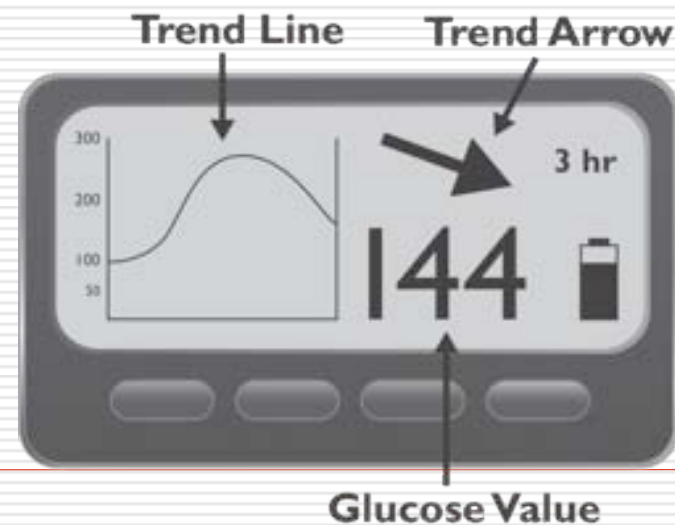 Trend Line
Trend Arrow
300
200
100
50
3 hr
144
Glucose Value